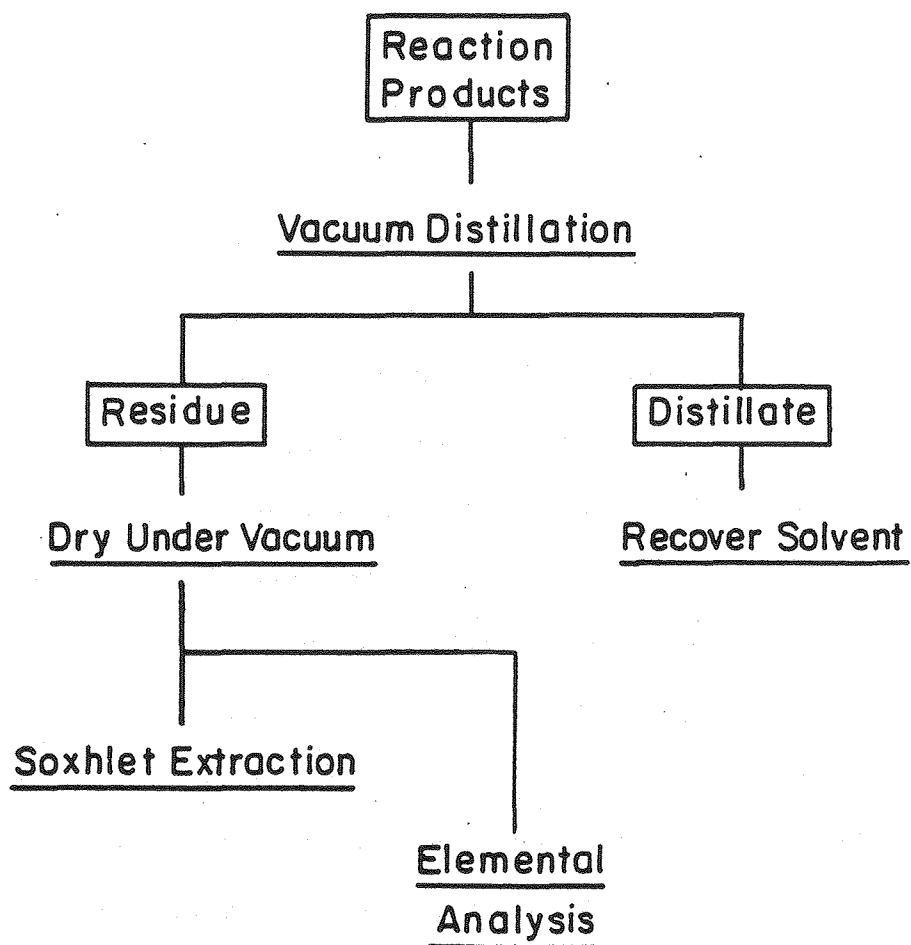 Reaction
Products
Vacuum Distillation
Residue
Distillate
Dry Under Vacuum
Recover Solvent
Soxhlet Extraction
Elemental
Analysis